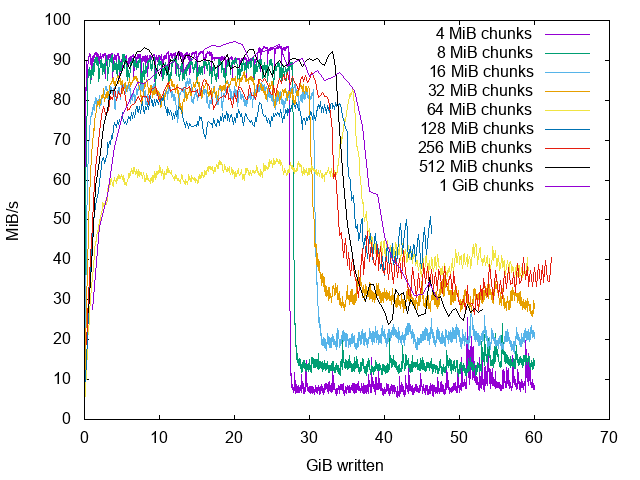 100
90
80
70
60
50
40
30
20
10
0
MiB/s
4 MiB chunks
8 MiB chunks
16 MiB chunks
32 MiB chunks
64 MiB chunks
128 MiB chunks
256 MiB chunks
512 MiB chunks
1 GiB chunks
0 10 20 30 40 50 60 70
GiB written